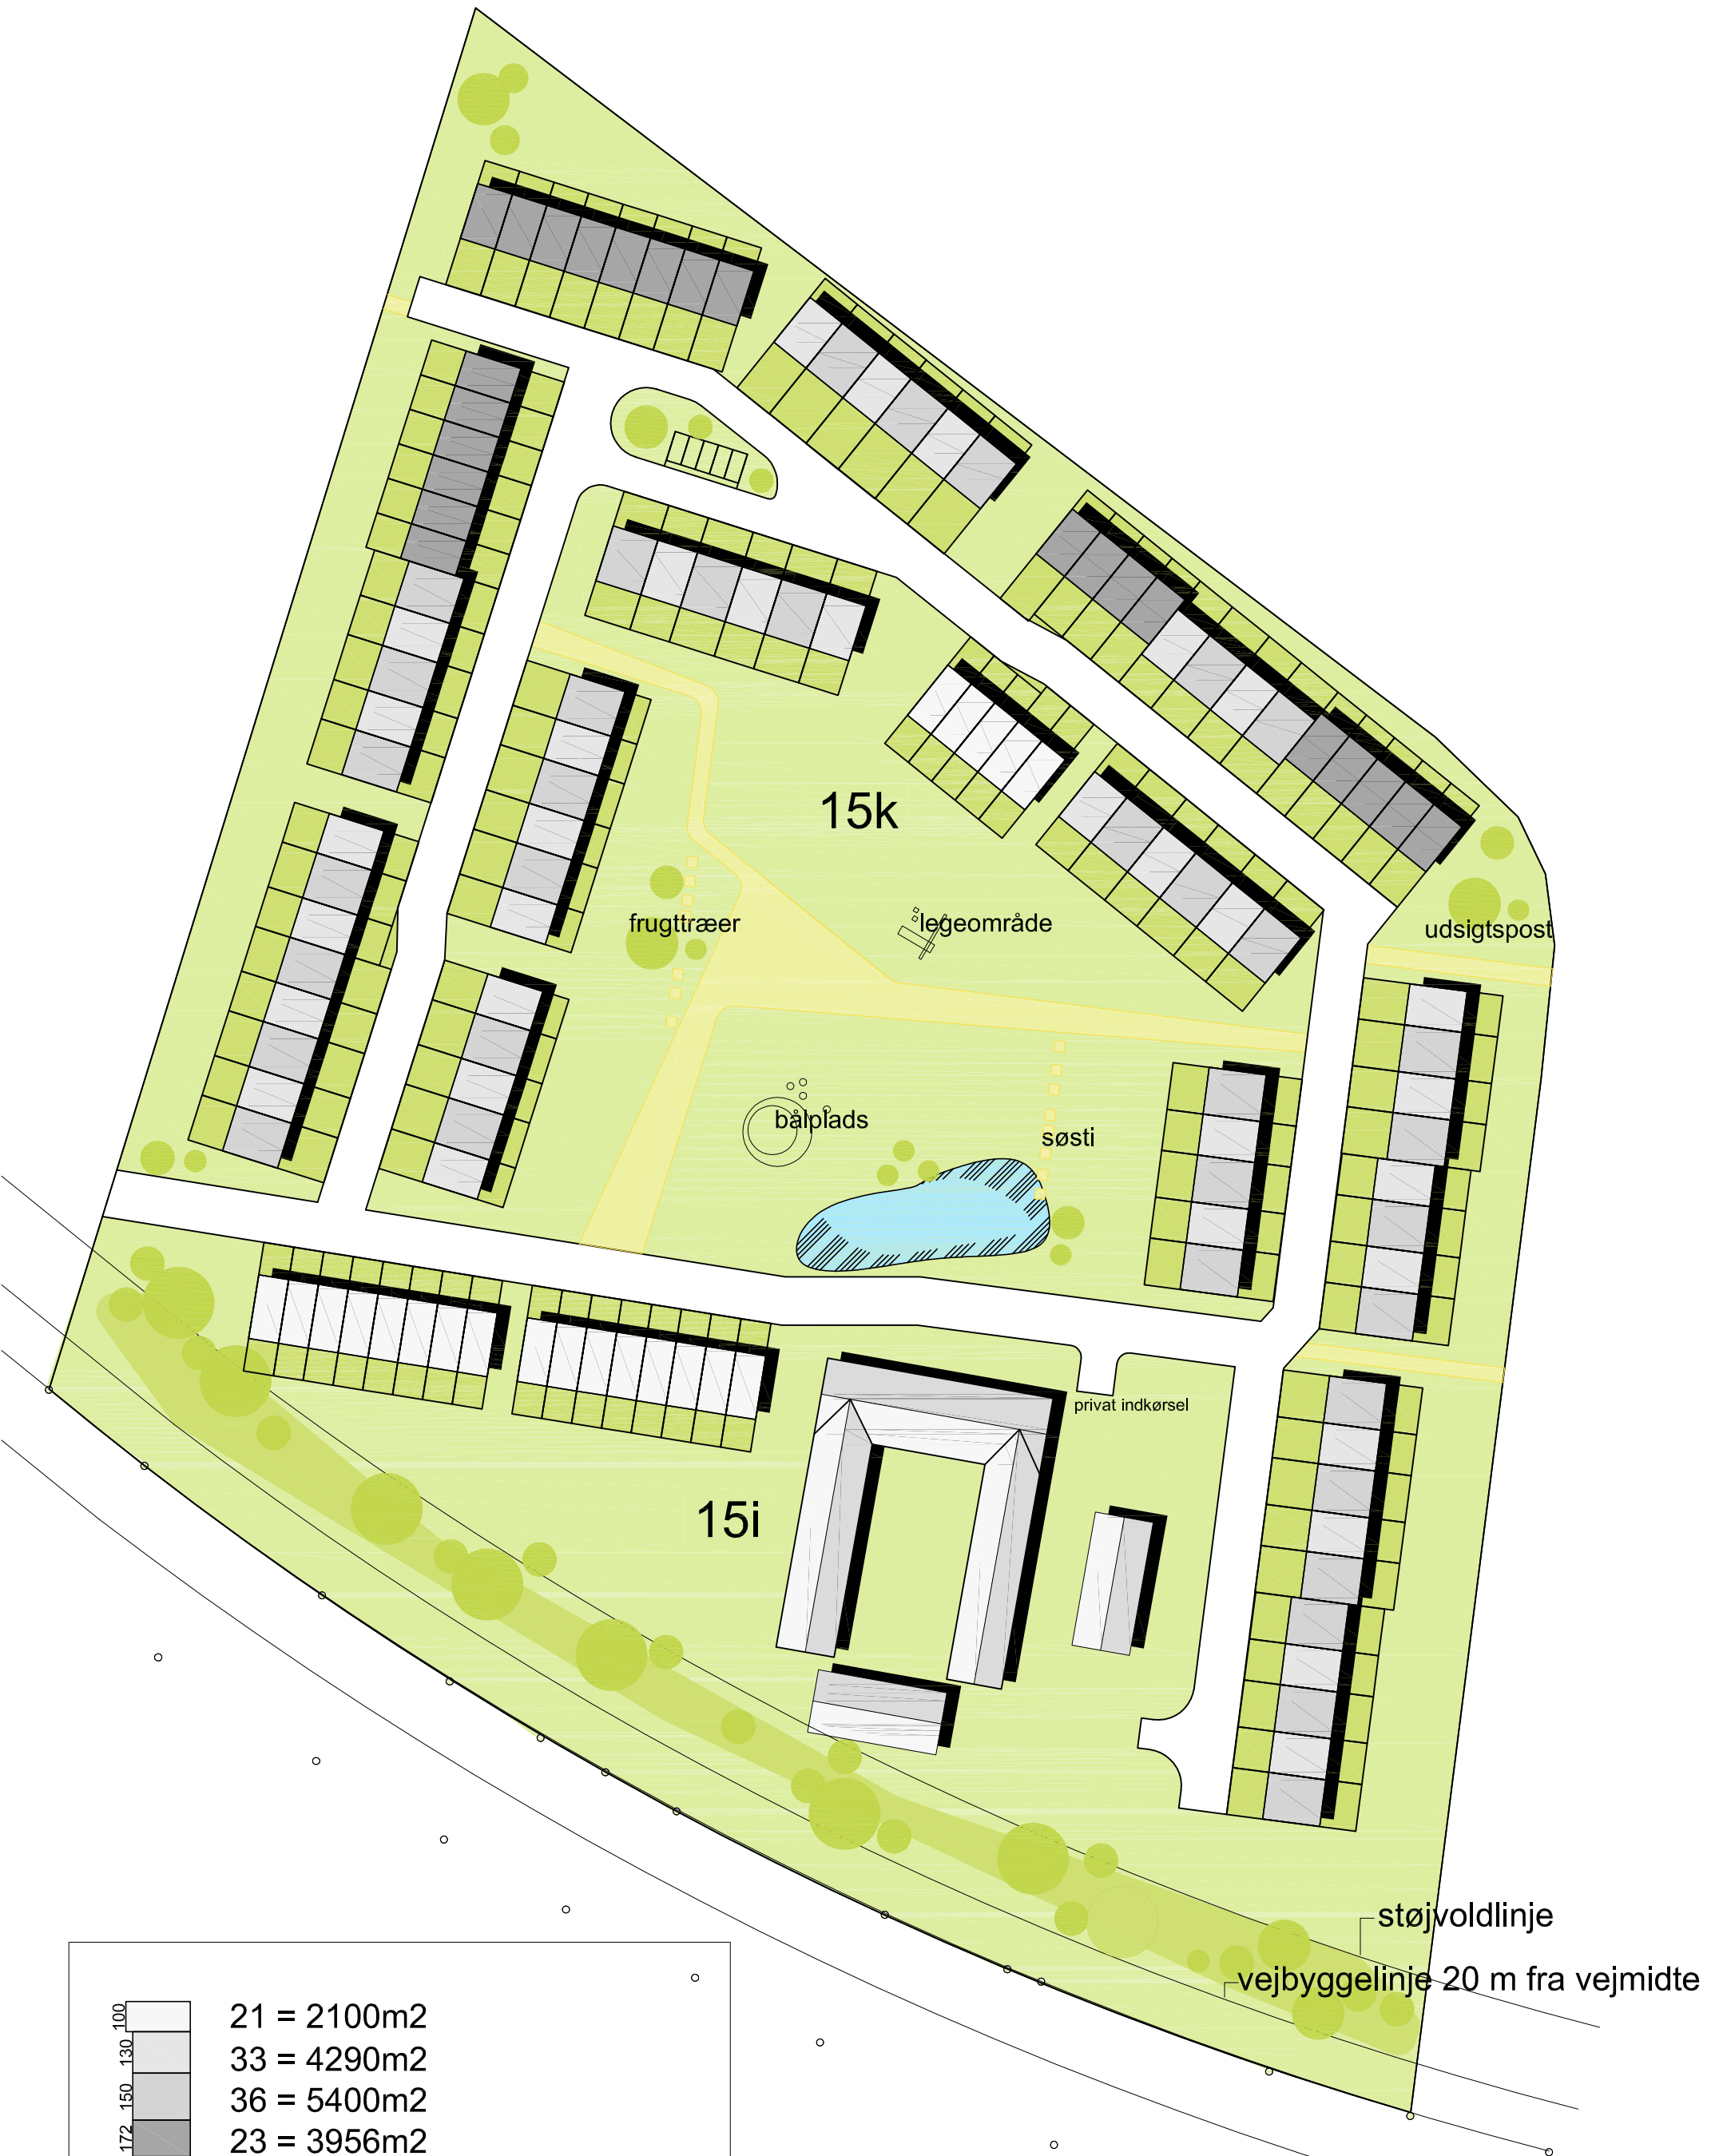 15k
frugttræer
legeområde
udsigtspost
bålplads
søsti
privat indkørsel
15i
støjvoldlinje
vejbyggelinje 20 m fra vejmidte
100 21 = 2100m2
130 33 = 4290m2
150 36 = 5400m2
172 23 = 3956m2